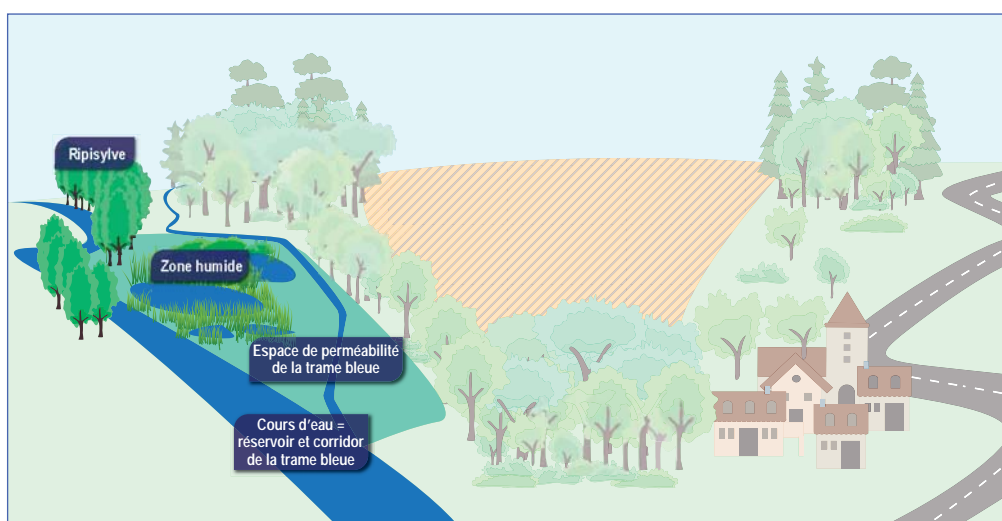 Ripisylve
Zone humide
Espace de perméabilité
de la trame bleue
Cours d'eau =
réservoir et corridor
de la trame bleue